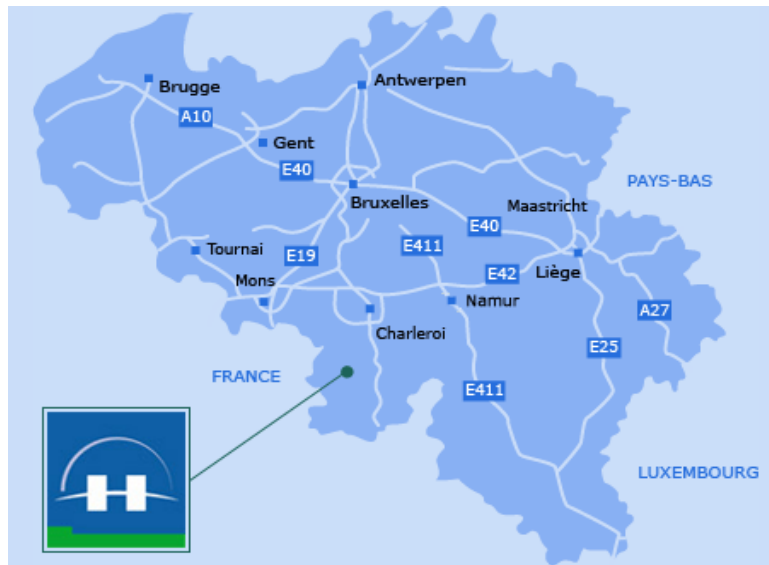 Brugge
Antwerpen
A10
Gent
E40
PAYS-BAS
Bruxelles
Maastricht
E40
Tournai
E19
E411
E42
Liège
Mons
Namur
A27
Charleroi
E25
FRANCE
E411
LUXEMBOURG